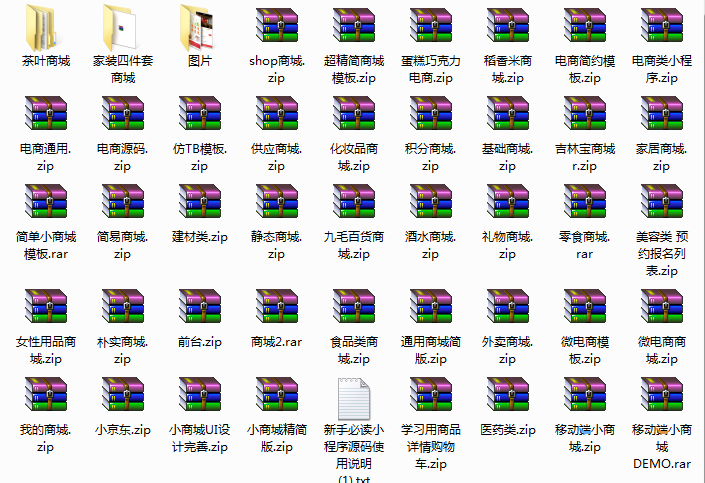 茶叶商城
家装四件套
商城
图片
shop商城.
zip
超精简商城
模板.zip
蛋糕巧克力
电商.zip
稻香米商
城.zip
电商简约模
板.zip
电商类小程
序.zip
电商通用.
zip
电商源码.
zip
仿TB模板.
zip
供应商城.
zip
化妆品商
城.zip
积分商城.
zip
基础商城.
zip
吉林宝商城
r.zip
家居商城.
zip
简单小商城
模板.rar
简易商城.
zip
建材类.zip
静态商城.
zip
九毛百货商
城.zip
酒水商城.
zip
礼物商城.
zip
零食商城.
rar
美容类 预
约报名列
表.zip
女性用品商
城.zip
朴实商城.
zip
前台.zip
商城2.rar
食品类商
城.zip
通用商城简
版.zip
外卖商城.
zip
微电商模
板.zip
微电商商
城.zip
我的商城.
zip
小京东.zip
小商城UI设
计完善.zip
小商城精简
版.zip
新手必读小
程序源码使
用说明
(1).txt
学习用商品
详情购物
车.zip
医药类.zip
移动端小商
城.zip
移动端小商
城
DEMO.rar